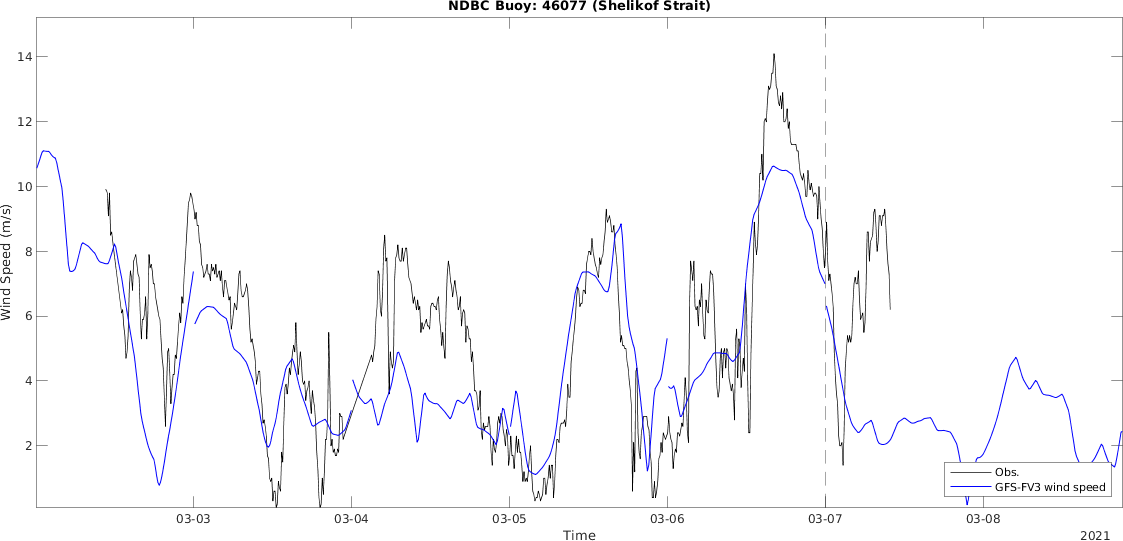 NDBC Buoy: 46077 (Shelikof Strait)
Wind Speed (m/s)
14
12
10
8
6
4
2
03-03
03-04
03-05
03-06
03-07
03-08
Time
2021
Obs.
GFS-FV3 wind speed